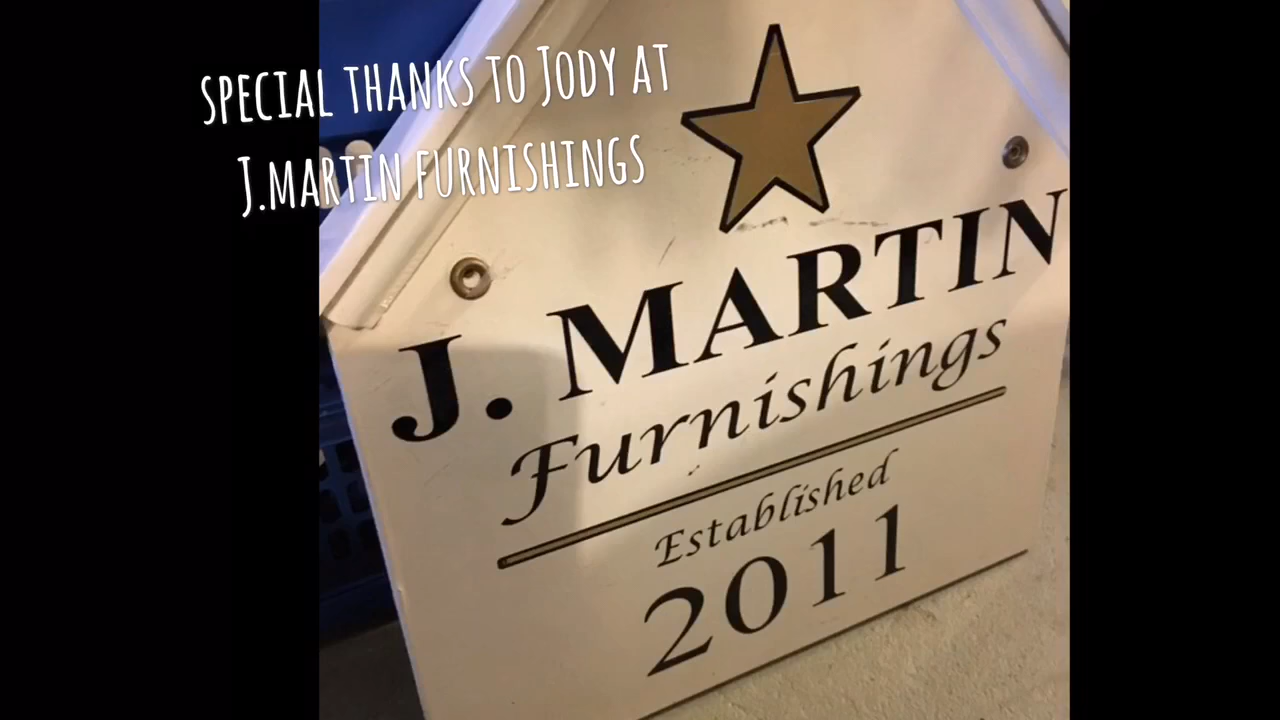 SPECIAL THANKS TO JODY AT
J.MARTIN FURNISHINGS
J. MARTIN
Furnishings
Established
2011